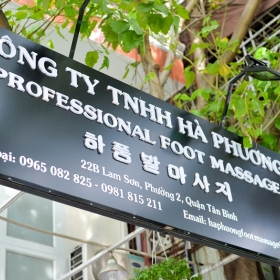 ÔNG TY TNHH HÀ PHƯƠNG
PROFESSIONAL FOOT MASSAGE
하퐁발마사지
22B Lam Sơn, Phường 2, Quận Tân Bình
oại: 0965 082 825 - 0981 815 211
Email: haphuongfootmassage